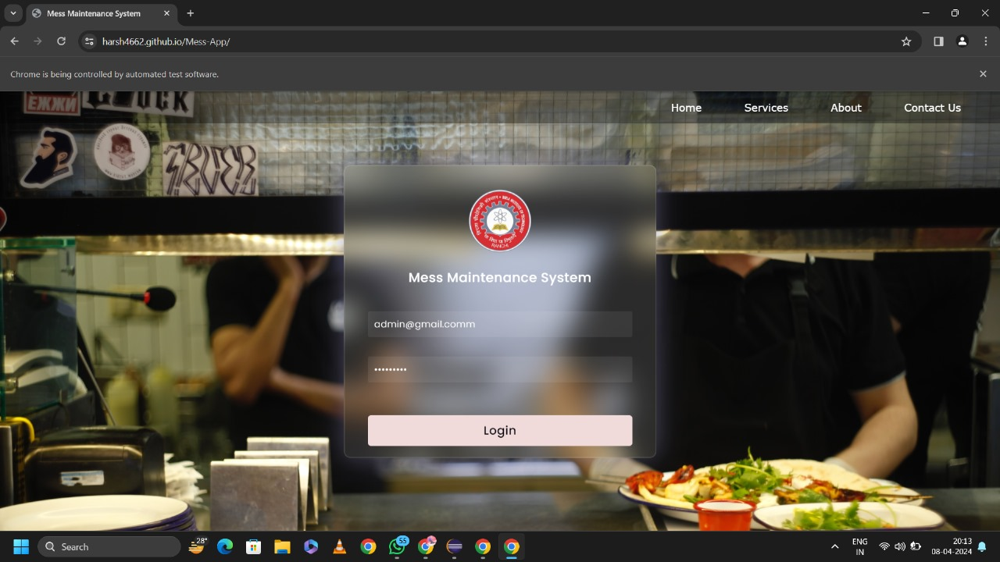 Mess Maintenance System
harsh4662.github.io/Mess-App/
Chrome is being controlled by automated test software.
Home Services About Contact Us
ЕЖЖИ
RANCHI
Mess Maintenance System
admin@gmail.comm
•••••••••
Login
28°
Search
55
ENG
IN
20:13
08-04-2024